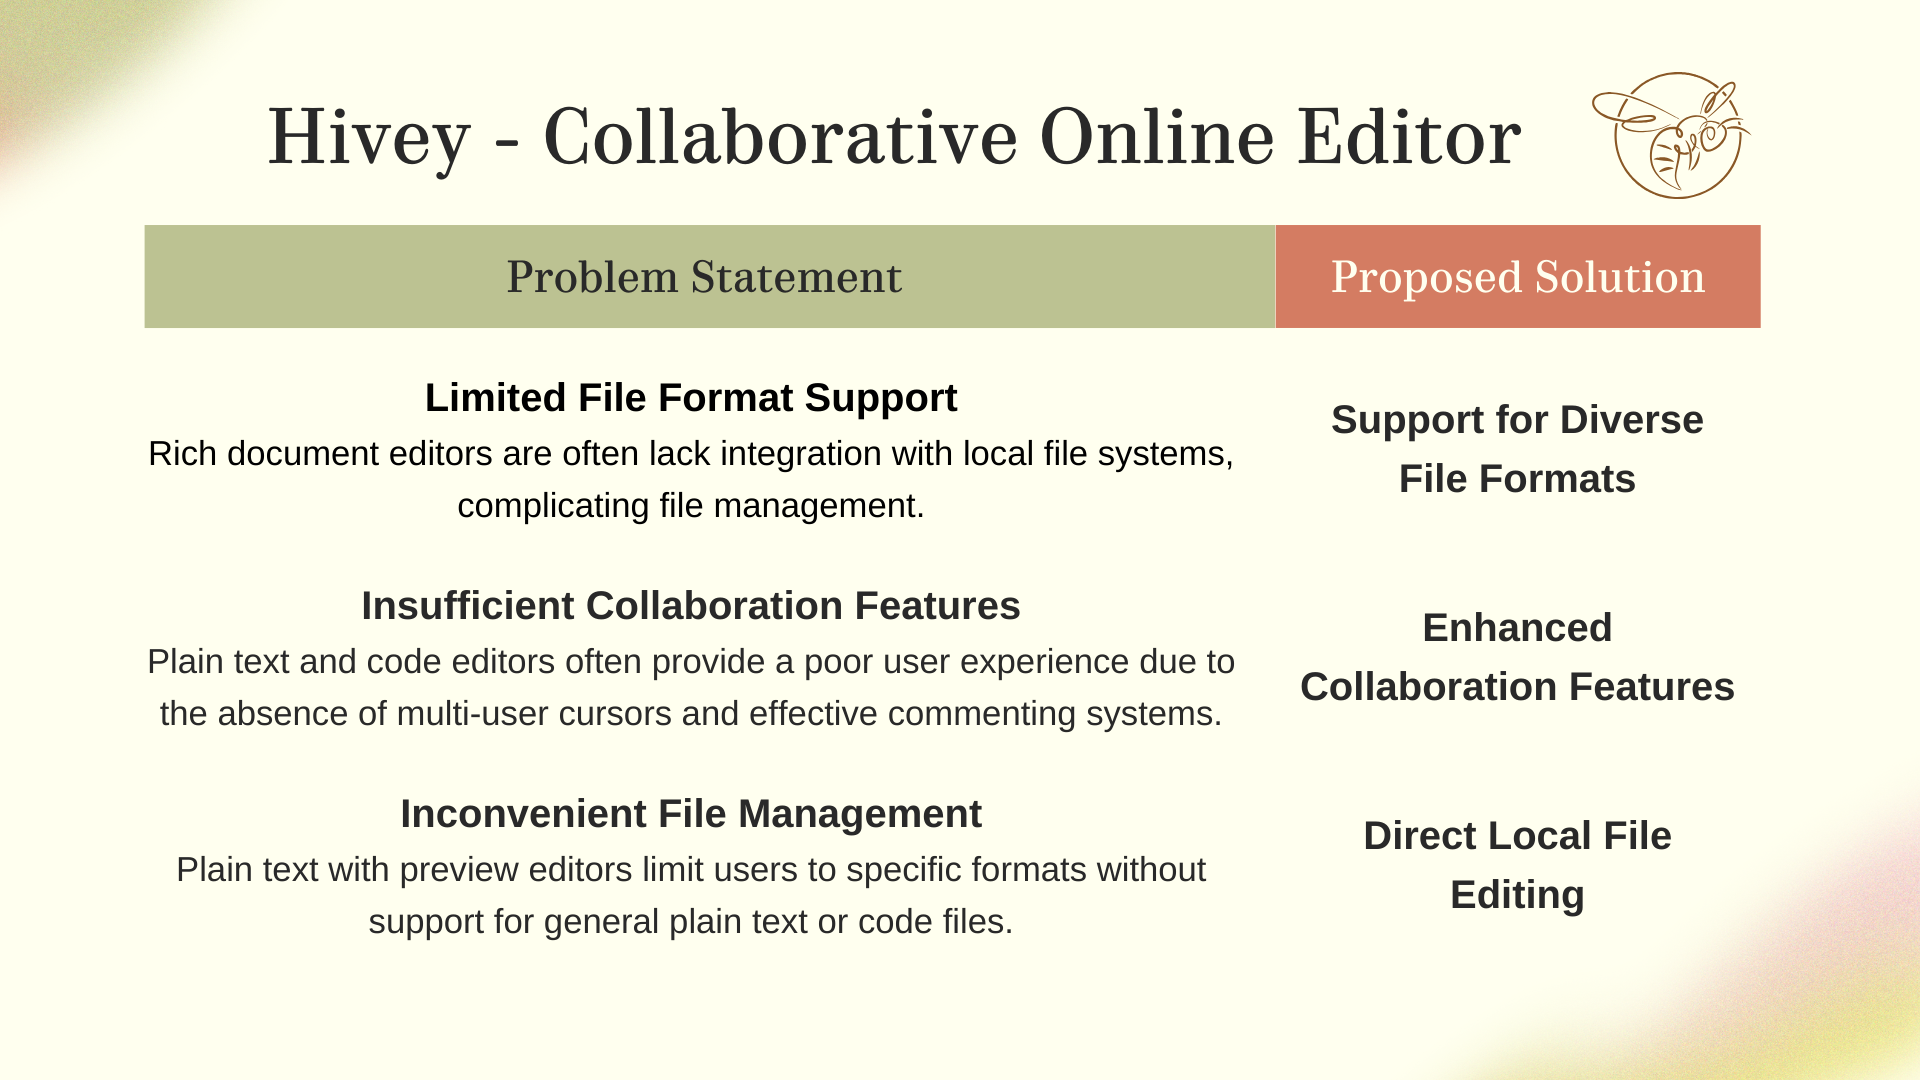 Hivey - Collaborative Online Editor
Problem Statement
Proposed Solution
Limited File Format Support
Rich document editors are often lack integration with local file systems,
complicating file management.
Support for Diverse
File Formats
Insufficient Collaboration Features
Plain text and code editors often provide a poor user experience due to
the absence of multi-user cursors and effective commenting systems.
Enhanced
Collaboration Features
Inconvenient File Management
Plain text with preview editors limit users to specific formats without
support for general plain text or code files.
Direct Local File
Editing